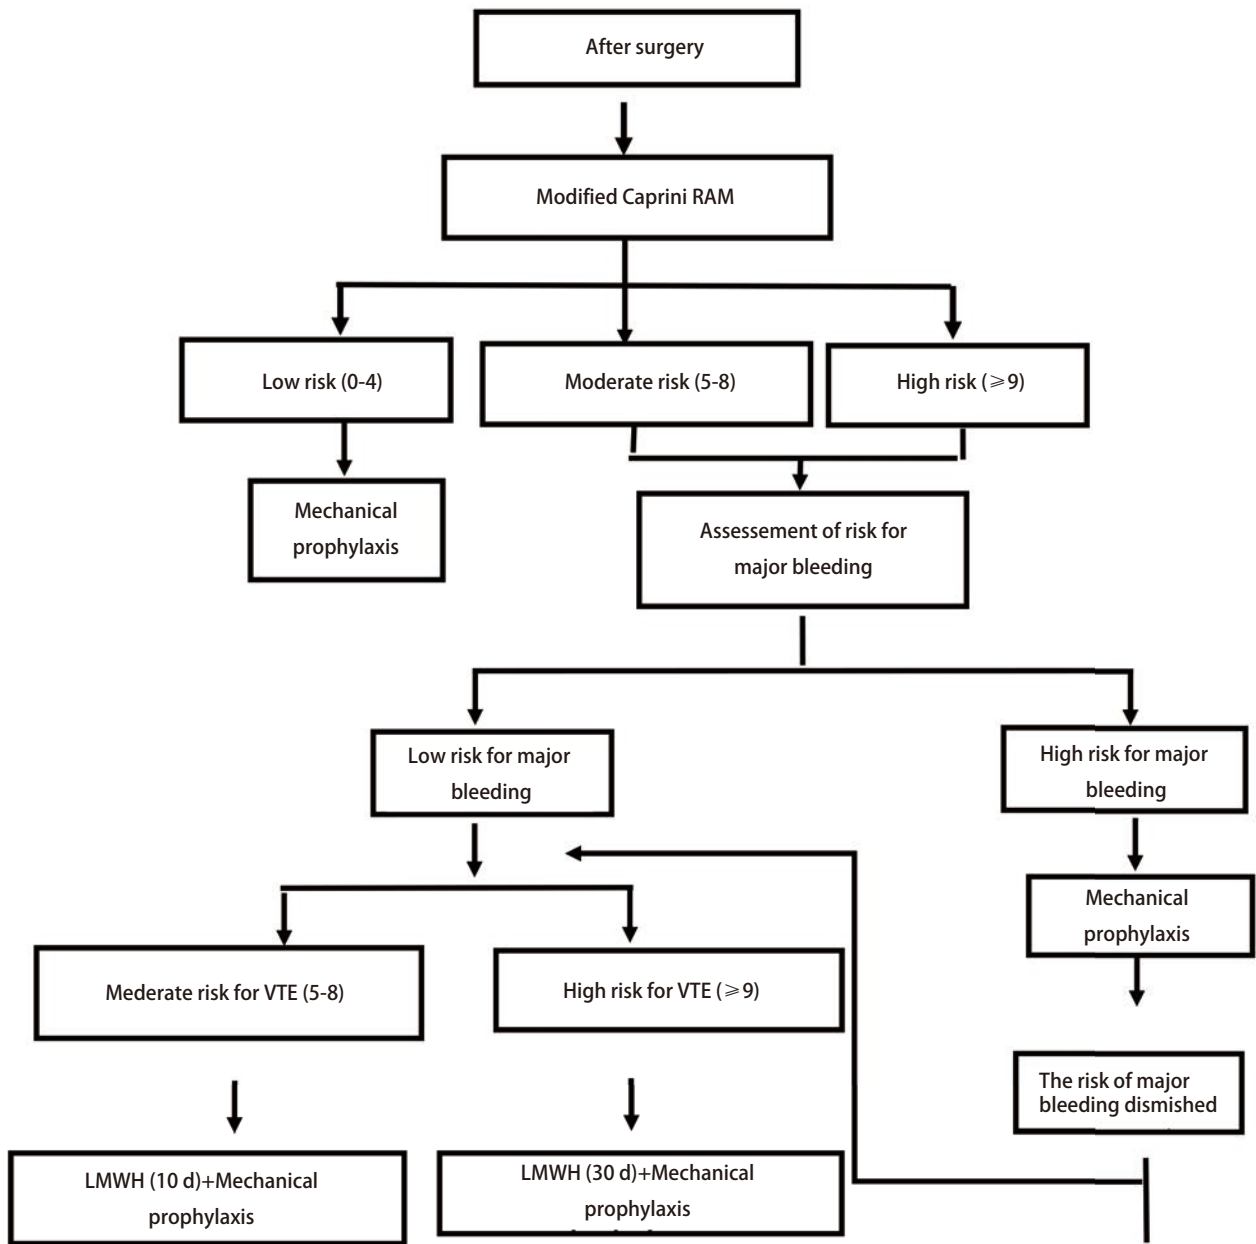 After surgery
Modified Caprini RAM
Low risk (0-4)
Moderate risk (5-8)
High risk (≥9)
Mechanical
prophylaxis
Assessement of risk for
major bleeding
Low risk for major
bleeding
High risk for major
bleeding
Mechanical
prophylaxis
Mederate risk for VTE (5-8)
High risk for VTE (≥9)
The risk of major
bleeding dismished
LMWH (10 d)+Mechanical
prophylaxis
LMWH (30 d)+Mechanical
prophylaxis